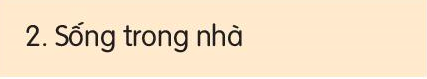 2. Sống trong nhà